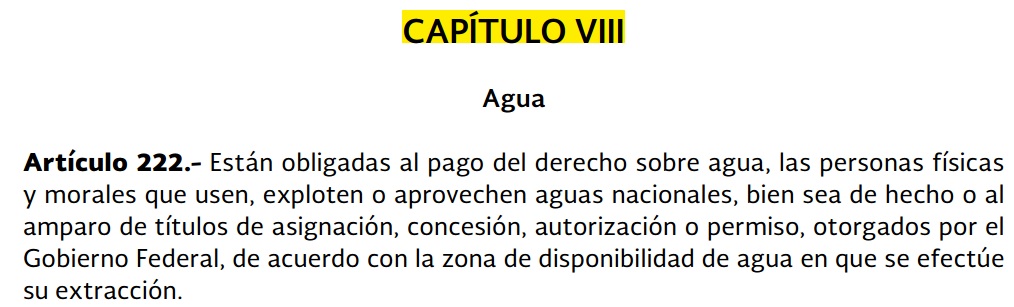 CAPÍTULO VIII
Agua
Artículo 222.- Están obligadas al pago del derecho sobre agua, las personas físicas
y morales que usen, exploten o aprovechen aguas nacionales, bien sea de hecho o al
amparo de títulos de asignación, concesión, autorización o permiso, otorgados por el
Gobierno Federal, de acuerdo con la zona de disponibilidad de agua en que se efectúe
su extracción.